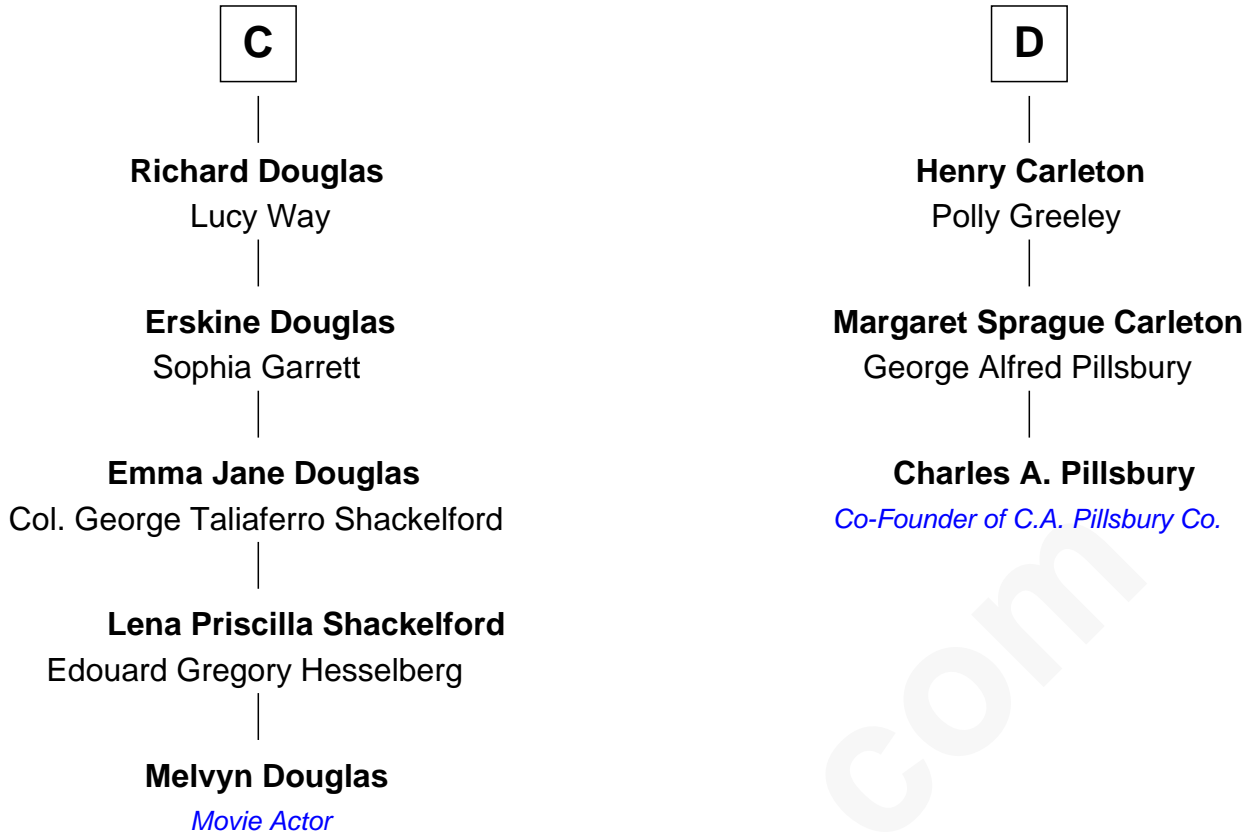 C
Richard Douglas
Lucy Way
Erskine Douglas
Sophia Garrett
Emma Jane Douglas
Col. George Taliaferro Shackelford
Lena Priscilla Shackelford
Edouard Gregory Hesselberg
Melvyn Douglas
Movie Actor
D
Henry Carleton
Polly Greeley
Margaret Sprague Carleton
George Alfred Pillsbury
Charles A. Pillsbury
Co-Founder of C.A. Pillsbury Co.
com